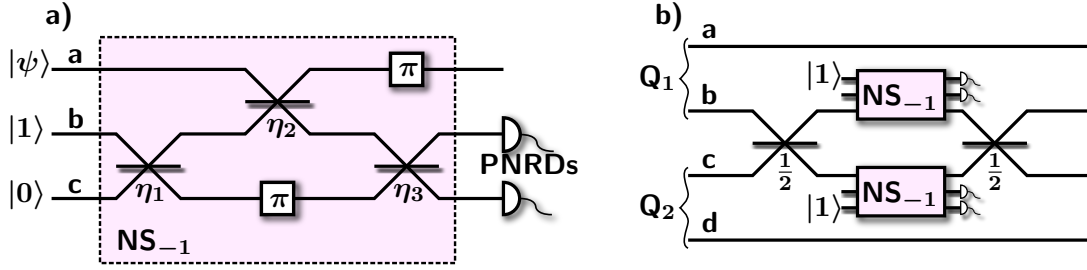 a)
|ψ⟩ a π
η₂
|1⟩ b
PNRDs
η₁ η₃
|0⟩ c π
NS₋₁
b)
a
Q₁
|1⟩ NS₋₁
b
c
½ ½
NS₋₁
Q₂ |1⟩
d